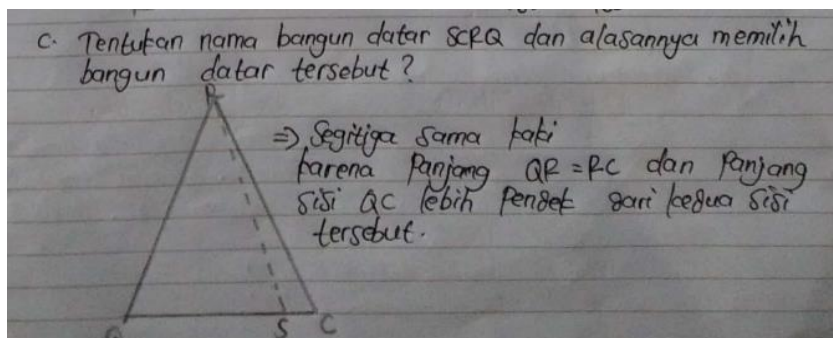 C. Tentukan nama bangun datar SCRQ dan alasannya memilih
bangun datar tersebut?
R
⇒ Segitiga sama kaki
karena Panjang QR = RC dan Panjang
sisi QC lebih Pendek dari kedua sisi
tersebut.
Q S C